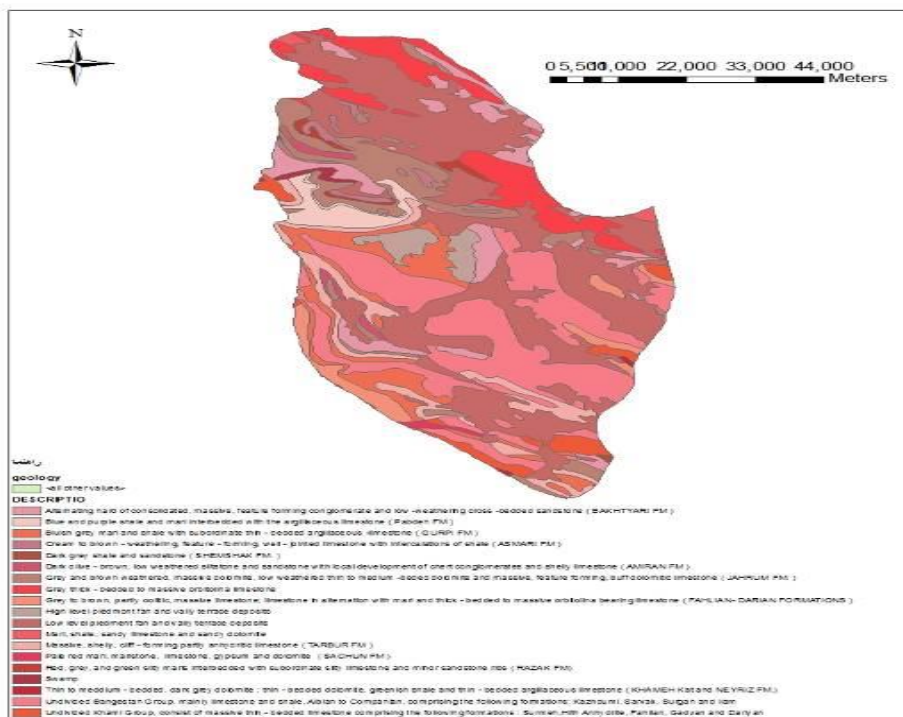 N
0 5,500 11,000 22,000 33,000 44,000
Meters
راهنما
geology
<all other values>
DESCRIPTIO
Alternating hard of consolidated, massive, feature forming conglomerate and low -weathering cross -bedded sandstone ( BAKHTYARI FM )
Blue and purple shale and marl interbedded with the argillaceous limestone ( Pabdeh FM )
Bluish grey marl and shale with subordinate thin - bedded argillaceous -limestone ( GURPI FM )
Cream to brown - weathering, feature - forming, well - jointed limestone with intercalations of shale ( ASMARI FM )
Dark grey shale and sandstone ( SHEMSHAK FM. )
Dark olive - brown, low weathered siltstone and sandstone with local development of chert conglomerates and shelly limestone ( AMIRAN FM )
Grey and brown weathered, massive dolomite, low weathered thin to medium -beded dolomite and massive, feature forming, buff dolomitic limestone ( JAHRUM FM )
Grey thick - bedded to massive orbitolina limestone
Grey to brown, partly oolitic, massive limestone; limestone in alternation with marl and thick - bedded to massive orbitolina bearing limestone ( FAHLIAN- DARIAN FORMATIONS )
High level piedmont fan and vally terrace deposits
Low level piedment fan and vally terrace deposits
Marl, shale, sandy limestone and sandy dolomite
Massive, shelly, cliff - forming partly anhydritic limestone ( TARBUR FM )
Pale red marl, marlstone, limestone, gypsum and dolomite ( SACHUN FM )
Red, grey, and green silty marls interbedded with subordinate silty limestone and minor sandstone ribs ( RAZAK FM)
Swamp
Thin to meddium - bedded, dark grey dolomite; thin - bedded dolomite, greenish shale and thin - bedded argillaceous limestone ( KHAMEH Kat and NEYRIZ FM.)
Undivided Bangestan Group, mainly limestone and shale, Albian to Companian, comprising the following formations: Kazhdumi, Sarvak, Surgah and Ilam
Undivided Khami Group, consist of massive thin - bedded limestone comprising the following formations: Surmeh, Hith Anhydrite, Fahlian, Gadvan and Dariyan